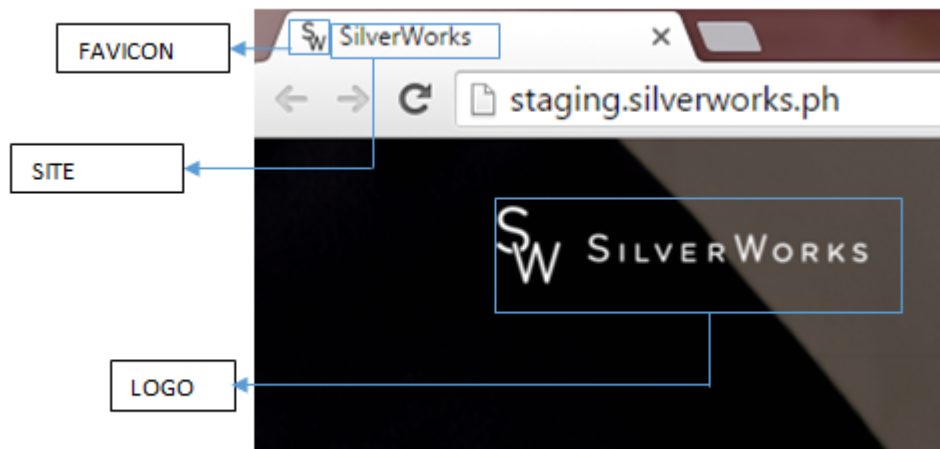 FAVICON
SW SilverWorks
staging.silverworks.ph
SITE
SW SILVERWORKS
LOGO